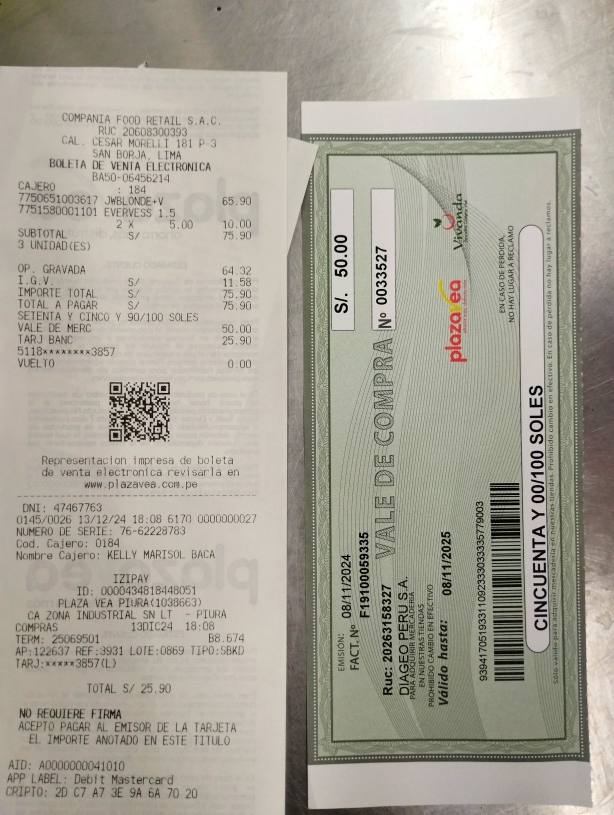 COMPANIA FOOD RETAIL S.A.C.
RUC 20608300393
CAL. CESAR MORELLI 181 P-3
SAN BORJA, LIMA
BOLETA DE VENTA ELECTRONICA
BA50-06456214
CAJERO : 184
7750651003617 JWBLONDE+V 65.90
7751580001101 EVERVESS 1.5
2 X 5.00 10.00
SUBTOTAL S/ 75.90
3 UNIDAD(ES)
OP. GRAVADA 64.32
I.G.V. S/ 11.58
IMPORTE TOTAL S/ 75.90
TOTAL A PAGAR S/ 75.90
SETENTA Y CINCO Y 90/100 SOLES
VALE DE MERC 50.00
TARJ BANC 25.90
5118********3857
VUELTO 0.00
Representacion impresa de boleta
de venta electronica revisarla en
www.plazavea.com.pe
DNI: 47467763
0145/0026 13/12/24 18:08 6170 0000000027
NUMERO DE SERIE: 76-62228783
Cod. Cajero: 0184
Nombre Cajero: KELLY MARISOL BACA
IZIPAY
ID: 0000434818448051
PLAZA VEA PIURA(1038663)
CA ZONA INDUSTRIAL SN LT - PIURA
COMPRAS 13DIC24 18:08
TERM: 25069501 B8.674
AP:122637 REF:3931 LOTE:0869 TIPO:SBKD
TARJ:*****3857(L)
TOTAL S/ 25.90
NO REQUIERE FIRMA
ACEPTO PAGAR AL EMISOR DE LA TARJETA
EL IMPORTE ANOTADO EN ESTE TITULO
AID: A0000000041010
APP LABEL: Debit Mastercard
CRIPTO: 2D C7 A7 3E 9A 6A 70 20
S/. 50.00
Nº 0033527
VALE DE COMPRA
plazavea
Vivanda
EN CASO DE PERDIDA,
NO HAY LUGAR A RECLAMO
EMISIÓN: 08/11/2024
FACT. Nº F19100059335
Ruc: 20263158327
DIAGEO PERU S.A.
PARA ADQUIRIR MERCADERIA
EN NUESTRAS TIENDAS
PROHIBIDO CAMBIO EN EFECTIVO
Válido hasta: 08/11/2025
9394170519331109233303333577​9003
CINCUENTA Y 00/100 SOLES
Sólo válido para adquirir mercadería en nuestras tiendas. Prohibido cambio en efectivo. En caso de pérdida no hay lugar a reclamos.